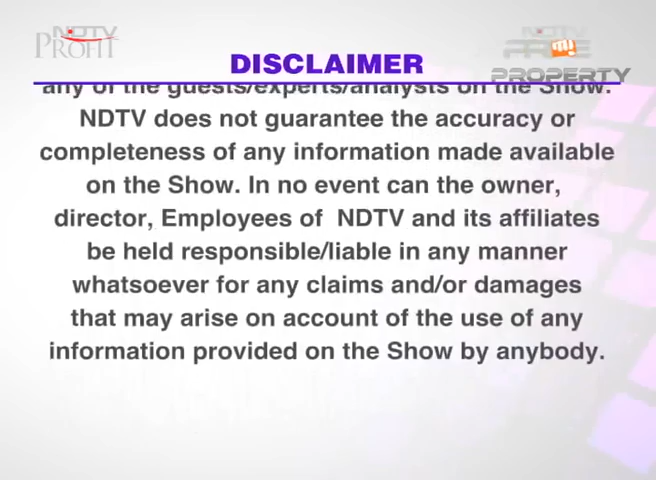 NDTV
PROFIT
NDTV
PRIME
PROPERTY
DISCLAIMER
any of the guests/experts/analysts on the Show.
NDTV does not guarantee the accuracy or
completeness of any information made available
on the Show. In no event can the owner,
director, Employees of NDTV and its affiliates
be held responsible/liable in any manner
whatsoever for any claims and/or damages
that may arise on account of the use of any
information provided on the Show by anybody.